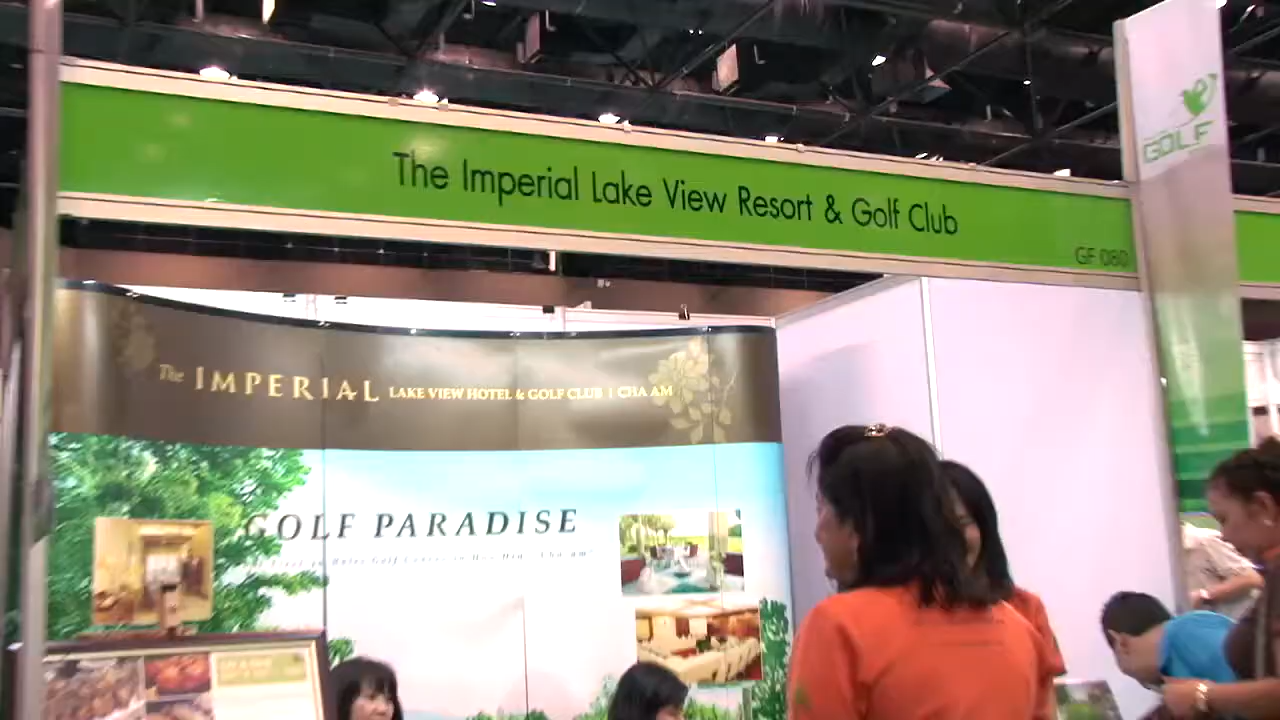 The Imperial Lake View Resort & Golf Club
GF 080
GOLF
The IMPERIAL LAKE VIEW HOTEL & GOLF CLUB | CHA AM
GOLF PARADISE